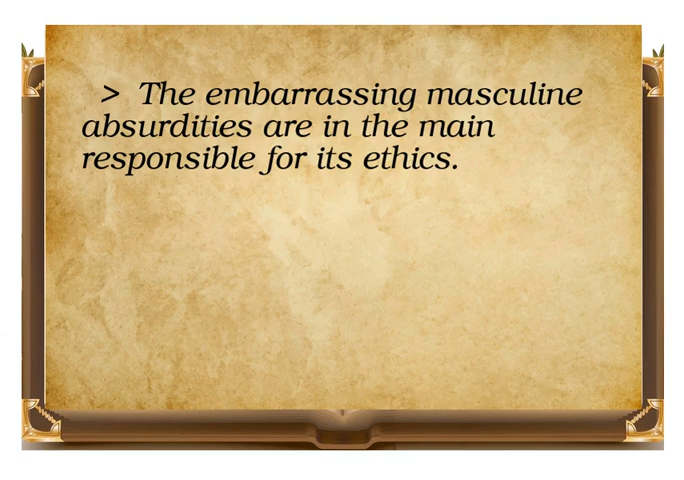 > The embarrassing masculine
absurdities are in the main
responsible for its ethics.